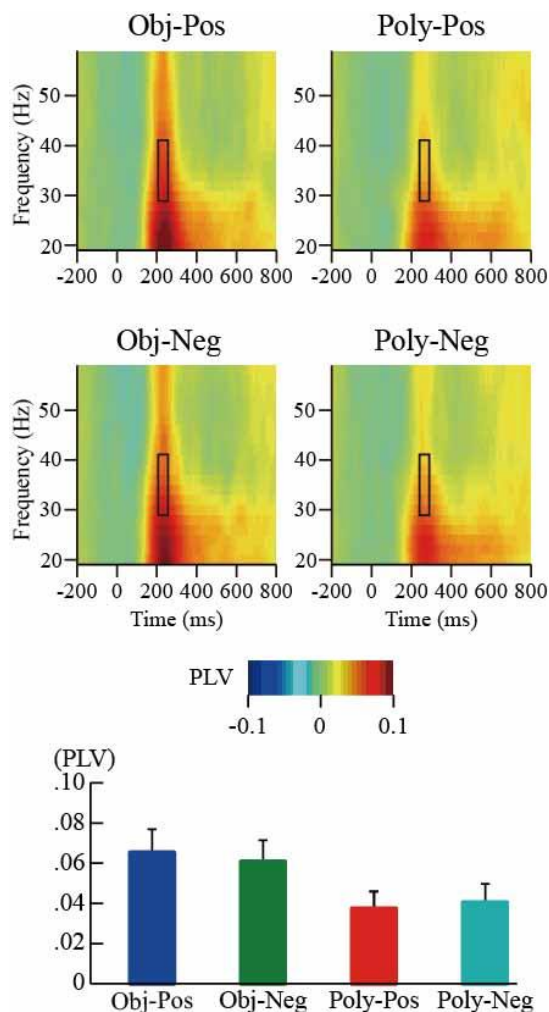 Obj-Pos Poly-Pos
Frequency (Hz)
50
40
30
20
-200 0 200 400 600 800
50
40
30
20
-200 0 200 400 600 800
Obj-Neg Poly-Neg
Frequency (Hz)
50
40
30
20
-200 0 200 400 600 800
Time (ms)
50
40
30
20
-200 0 200 400 600 800
Time (ms)
PLV
-0.1 0 0.1
(PLV)
.10
.08
.06
.04
.02
0
Obj-Pos Obj-Neg Poly-Pos Poly-Neg